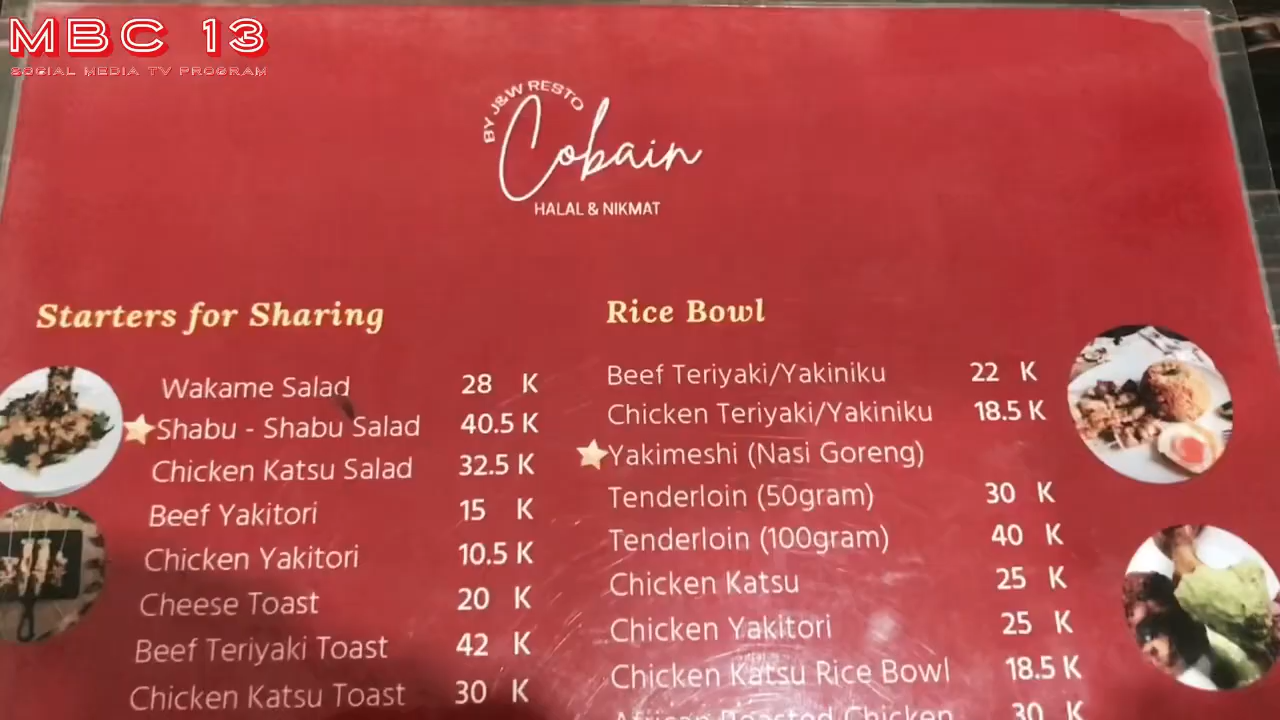 MBC 13
SOCIAL MEDIA TV PROGRAM
BY J&W RESTO
Cobain
HALAL & NIKMAT
Starters for Sharing
Wakame Salad 28 K
Shabu - Shabu Salad 40.5 K
Chicken Katsu Salad 32.5 K
Beef Yakitori 15 K
Chicken Yakitori 10.5 K
Cheese Toast 20 K
Beef Teriyaki Toast 42 K
Chicken Katsu Toast 30 K
Rice Bowl
Beef Teriyaki/Yakiniku 22 K
Chicken Teriyaki/Yakiniku 18.5 K
Yakimeshi (Nasi Goreng)
Tenderloin (50gram) 30 K
Tenderloin (100gram) 40 K
Chicken Katsu 25 K
Chicken Yakitori 25 K
Chicken Katsu Rice Bowl 18.5 K
African Roasted Chicken 30 K